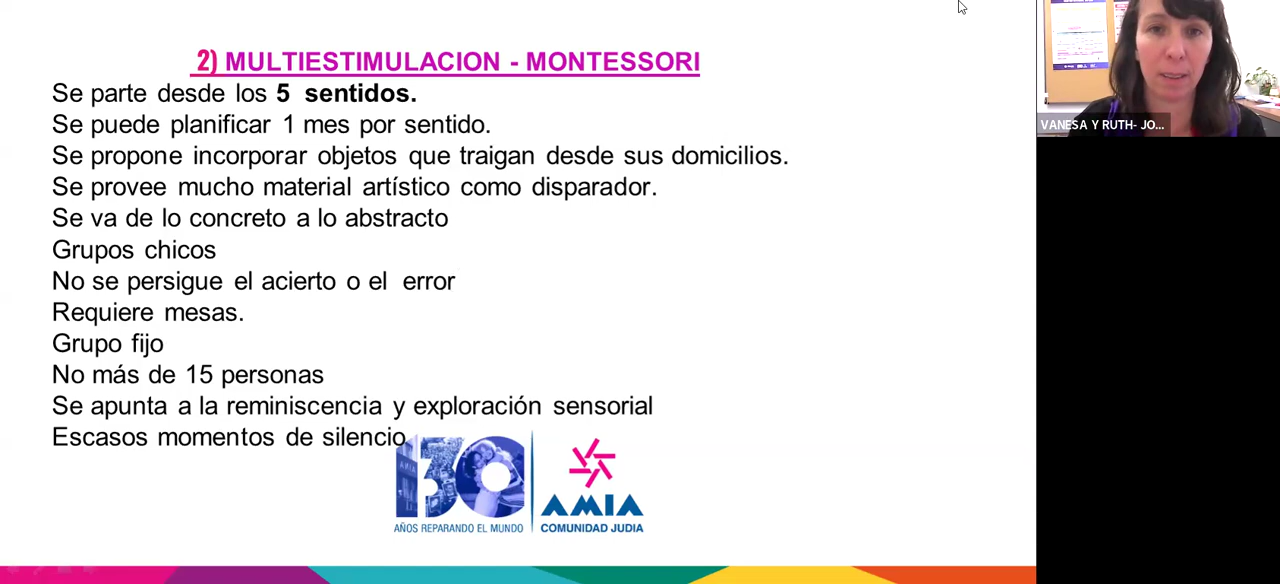 2) MULTIESTIMULACION - MONTESSORI
Se parte desde los 5 sentidos.
Se puede planificar 1 mes por sentido.
Se propone incorporar objetos que traigan desde sus domicilios.
Se provee mucho material artístico como disparador.
Se va de lo concreto a lo abstracto
Grupos chicos
No se persigue el acierto o el error
Requiere mesas.
Grupo fijo
No más de 15 personas
Se apunta a la reminiscencia y exploración sensorial
Escasos momentos de silencio
130
AÑOS REPARANDO EL MUNDO
AMIA
COMUNIDAD JUDIA
VANESA Y RUTH- JO...